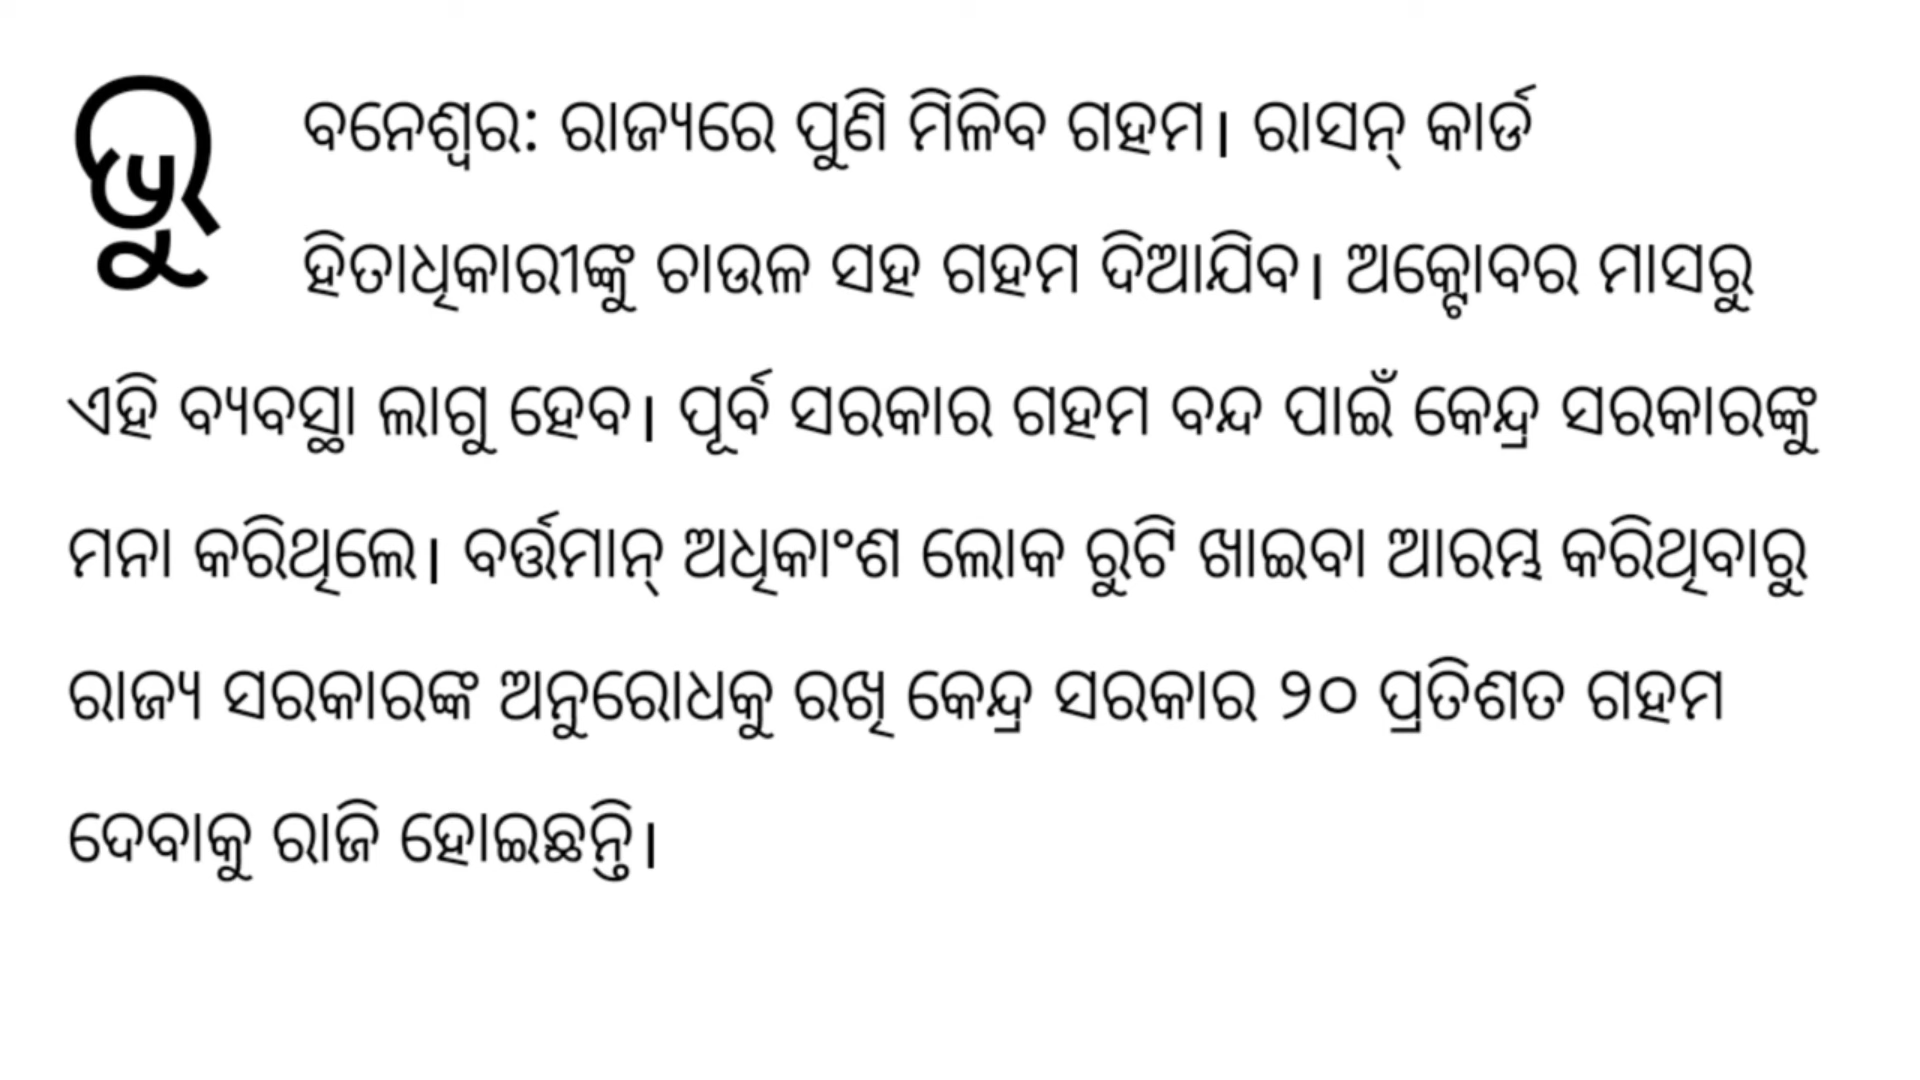 ଭୁବନେଶ୍ୱର: ରାଜ୍ୟରେ ପୁଣି ମିଳିବ ଗହମ। ରାସନ୍ କାର୍ଡ
ହିତାଧିକାରୀଙ୍କୁ ଚାଉଳ ସହ ଗହମ ଦିଆଯିବ। ଅକ୍ଟୋବର ମାସରୁ
ଏହି ବ୍ୟବସ୍ଥା ଲାଗୁ ହେବ। ପୂର୍ବ ସରକାର ଗହମ ବନ୍ଦ ପାଇଁ କେନ୍ଦ୍ର ସରକାରଙ୍କୁ
ମନା କରିଥିଲେ। ବର୍ତ୍ତମାନ୍ ଅଧିକାଂଶ ଲୋକ ରୁଟି ଖାଇବା ଆରମ୍ଭ କରିଥିବାରୁ
ରାଜ୍ୟ ସରକାରଙ୍କ ଅନୁରୋଧକୁ ରଖି କେନ୍ଦ୍ର ସରକାର ୨୦ ପ୍ରତିଶତ ଗହମ
ଦେବାକୁ ରାଜି ହୋଇଛନ୍ତି।